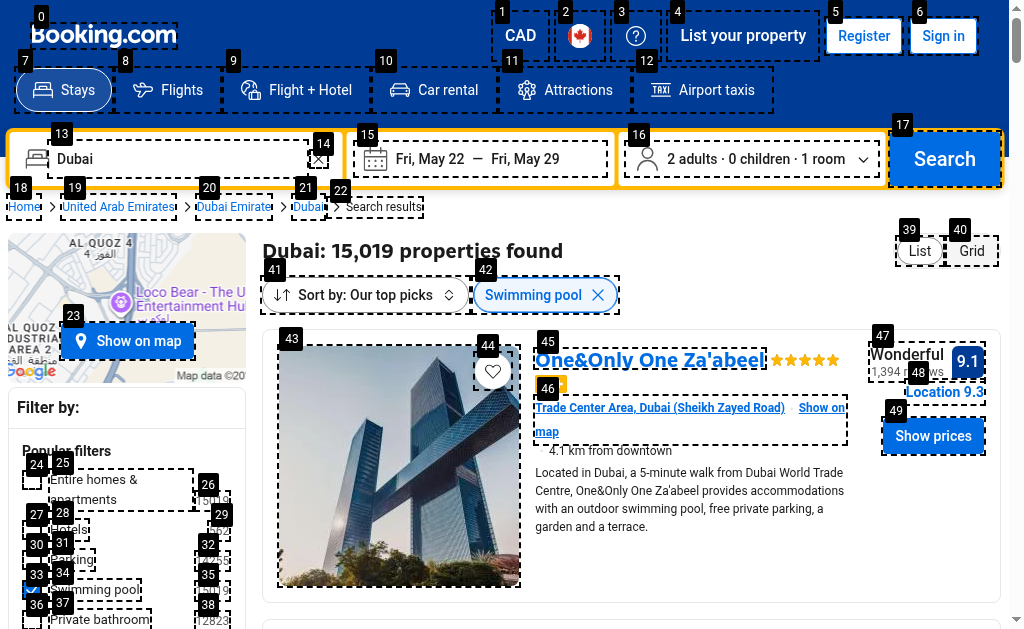 Booking.com
CAD
List your property
Register
Sign in
Stays
Flights
Flight + Hotel
Car rental
Attractions
Airport taxis
Dubai
Fri, May 22 — Fri, May 29
2 adults · 0 children · 1 room
Search
Home
United Arab Emirates
Dubai Emirate
Dubai
Search results
AL QUOZ 4
القوز 4
Loco Bear - The U
Entertainment Hu
AREA 2
Show on map
Google
Map data ©20
Filter by:
Popular filters
Entire homes &
apartments
15019
Hotels
562
Parking
14255
Swimming pool
15019
Private bathroom
12823
Dubai: 15,019 properties found
List
Grid
Sort by: Our top picks
Swimming pool
One&Only One Za'abeel
Trade Center Area, Dubai (Sheikh Zayed Road)
Show on
map
4.1 km from downtown
Located in Dubai, a 5-minute walk from Dubai World Trade
Centre, One&Only One Za'abeel provides accommodations
with an outdoor swimming pool, free private parking, a
garden and a terrace.
Wonderful
1,394
9.1
Location 9.3
Show prices
0
1
2
3
4
5
6
7
8
9
10
11
12
13
14
15
16
17
18
19
20
21
22
23
24
25
26
27
28
29
30
31
32
33
34
35
36
37
38
39
40
41
42
43
44
45
46
47
48
49